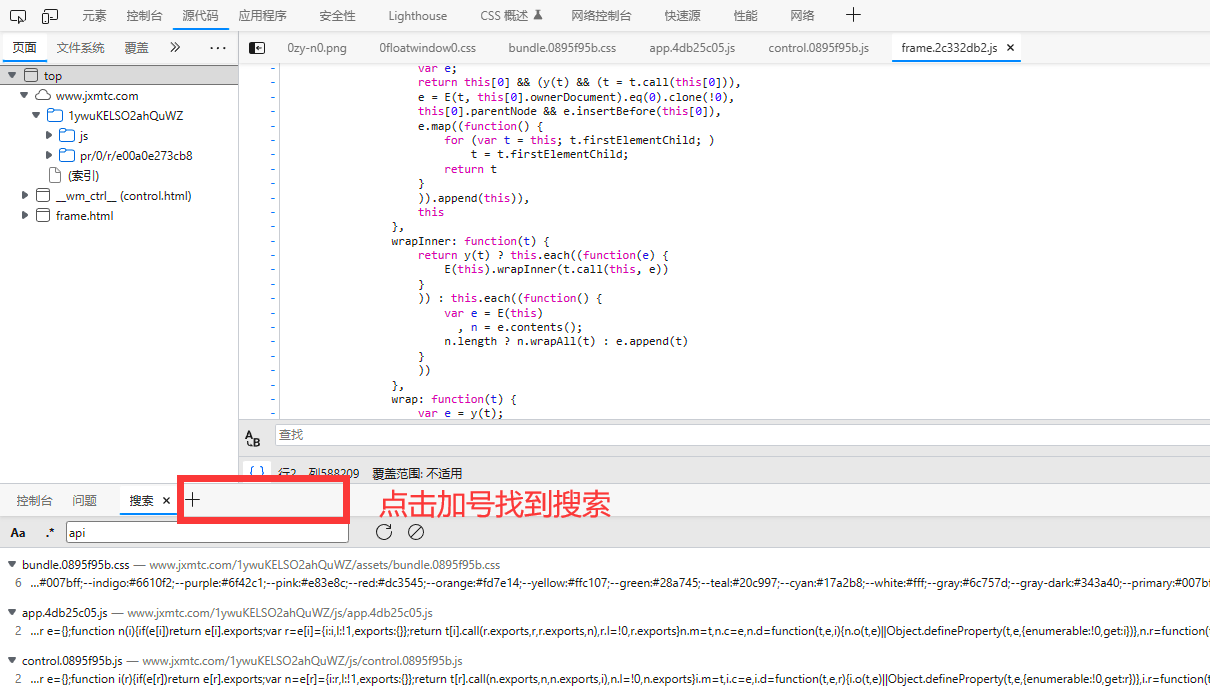 元素 控制台 源代码 应用程序 安全性 Lighthouse CSS 概述 网络控制台 快速源 性能 网络
页面 文件系统 覆盖 0zy-n0.png 0floatwindow0.css bundle.0895f95b.css app.4db25c05.js control.0895f95b.js frame.2c332db2.js ×
top
www.jxmtc.com
1ywuKELSO2ahQuWZ
js
pr/0/r/e00a0e273cb8
(索引)
__wm_ctrl__ (control.html)
frame.html
var e;
return this[0] && (y(t) && (t = t.call(this[0])),
e = E(t, this[0].ownerDocument).eq(0).clone(!0),
this[0].parentNode && e.insertBefore(this[0]),
e.map((function() {
for (var t = this; t.firstElementChild; )
t = t.firstElementChild;
return t
}
)).append(this)),
this
},
wrapInner: function(t) {
return y(t) ? this.each((function(e) {
E(this).wrapInner(t.call(this, e))
}
)) : this.each((function() {
var e = E(this)
, n = e.contents();
n.length ? n.wrapAll(t) : e.append(t)
}
))
},
wrap: function(t) {
var e = y(t);
查找
{ } 行2，列588209 覆盖范围: 不适用
控制台 问题 搜索 ×
点击加号找到搜索
Aa .* api
bundle.0895f95b.css — www.jxmtc.com/1ywuKELSO2ahQuWZ/assets/bundle.0895f95b.css
6 …#007bff;--indigo:#6610f2;--purple:#6f42c1;--pink:#e83e8c;--red:#dc3545;--orange:#fd7e14;--yellow:#ffc107;--green:#28a745;--teal:#20c997;--cyan:#17a2b8;--white:#fff;--gray:#6c757d;--gray-dark:#343a40;--primary:#007bf
app.4db25c05.js — www.jxmtc.com/1ywuKELSO2ahQuWZ/js/app.4db25c05.js
2 …r e={};function n(i){if(e[i])return e[i].exports;var r=e[i]={i:i,l:!1,exports:{}};return t[i].call(r.exports,r,r.exports,n),r.l=!0,r.exports}n.m=t,n.c=e,n.d=function(t,e,i){n.o(t,e)||Object.defineProperty(t,e,{enumerable:!0,get:i})},n.r=function(t
control.0895f95b.js — www.jxmtc.com/1ywuKELSO2ahQuWZ/js/control.0895f95b.js
2 …r e={};function i(r){if(e[r])return e[r].exports;var n=e[r]={i:r,l:!1,exports:{}};return t[r].call(n.exports,n,n.exports,i),n.l=!0,n.exports}i.m=t,i.c=e,i.d=function(t,e,r){i.o(t,e)||Object.defineProperty(t,e,{enumerable:!0,get:r})},i.r=function(t